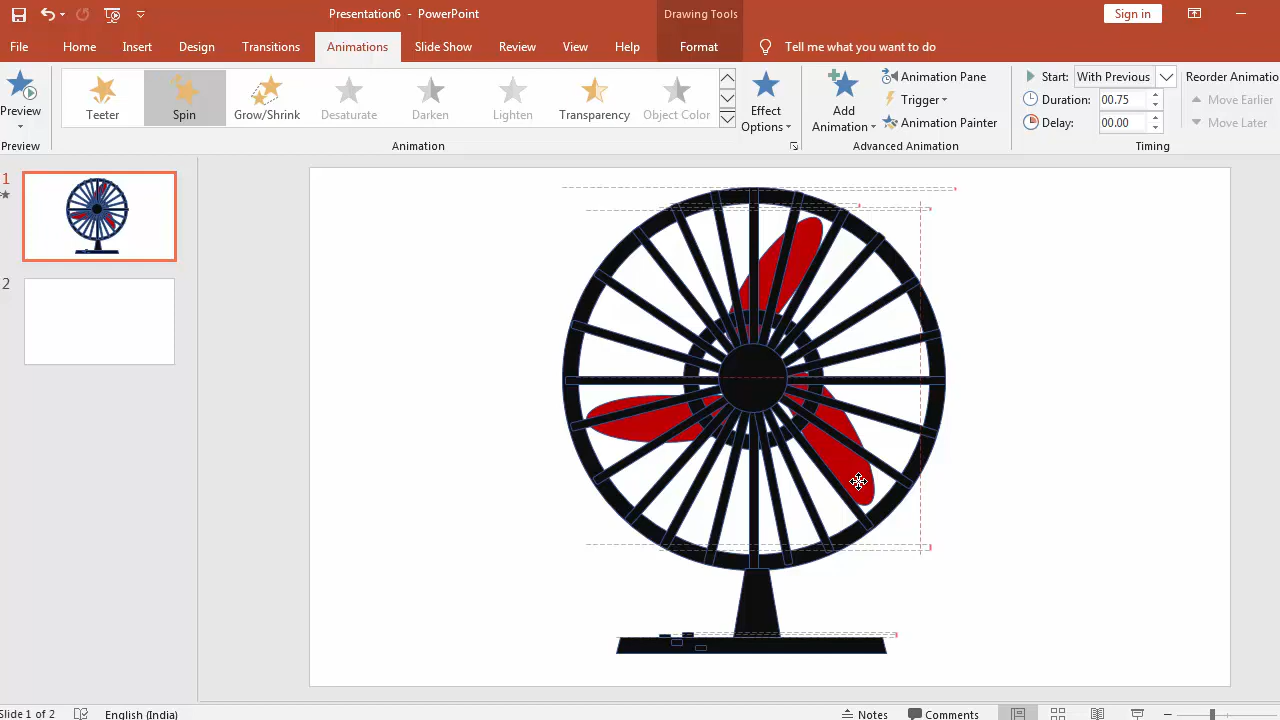 Presentation6 - PowerPoint
Drawing Tools
Sign in
File Home Insert Design Transitions Animations Slide Show Review View Help Format Tell me what you want to do
Preview
Teeter
Spin
Grow/Shrink
Desaturate
Darken
Lighten
Transparency
Object Color
Effect
Options
Add
Animation
Animation Pane
Trigger
Animation Painter
Start: With Previous
Duration: 00.75
Delay: 00.00
Reorder Animat
Move Earlier
Move Later
Preview
Animation
Advanced Animation
Timing
1
2
Slide 1 of 2
English (India)
Notes
Comments